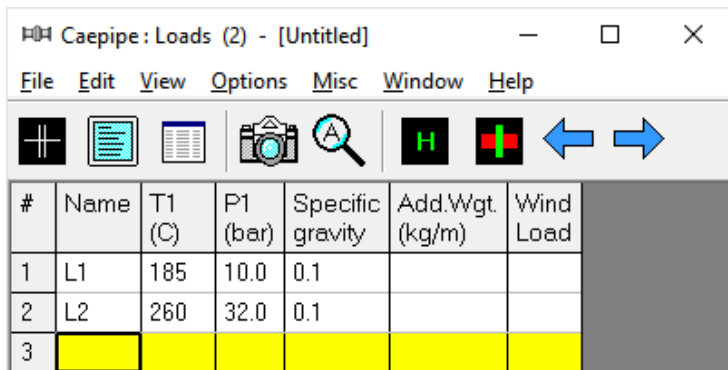 Caepipe : Loads (2) - [Untitled]
File Edit View Options Misc Window Help
A H
# Name T1 (C) P1 (bar) Specific gravity Add.Wgt. (kg/m) Wind Load
1 L1 185 10.0 0.1
2 L2 260 32.0 0.1
3